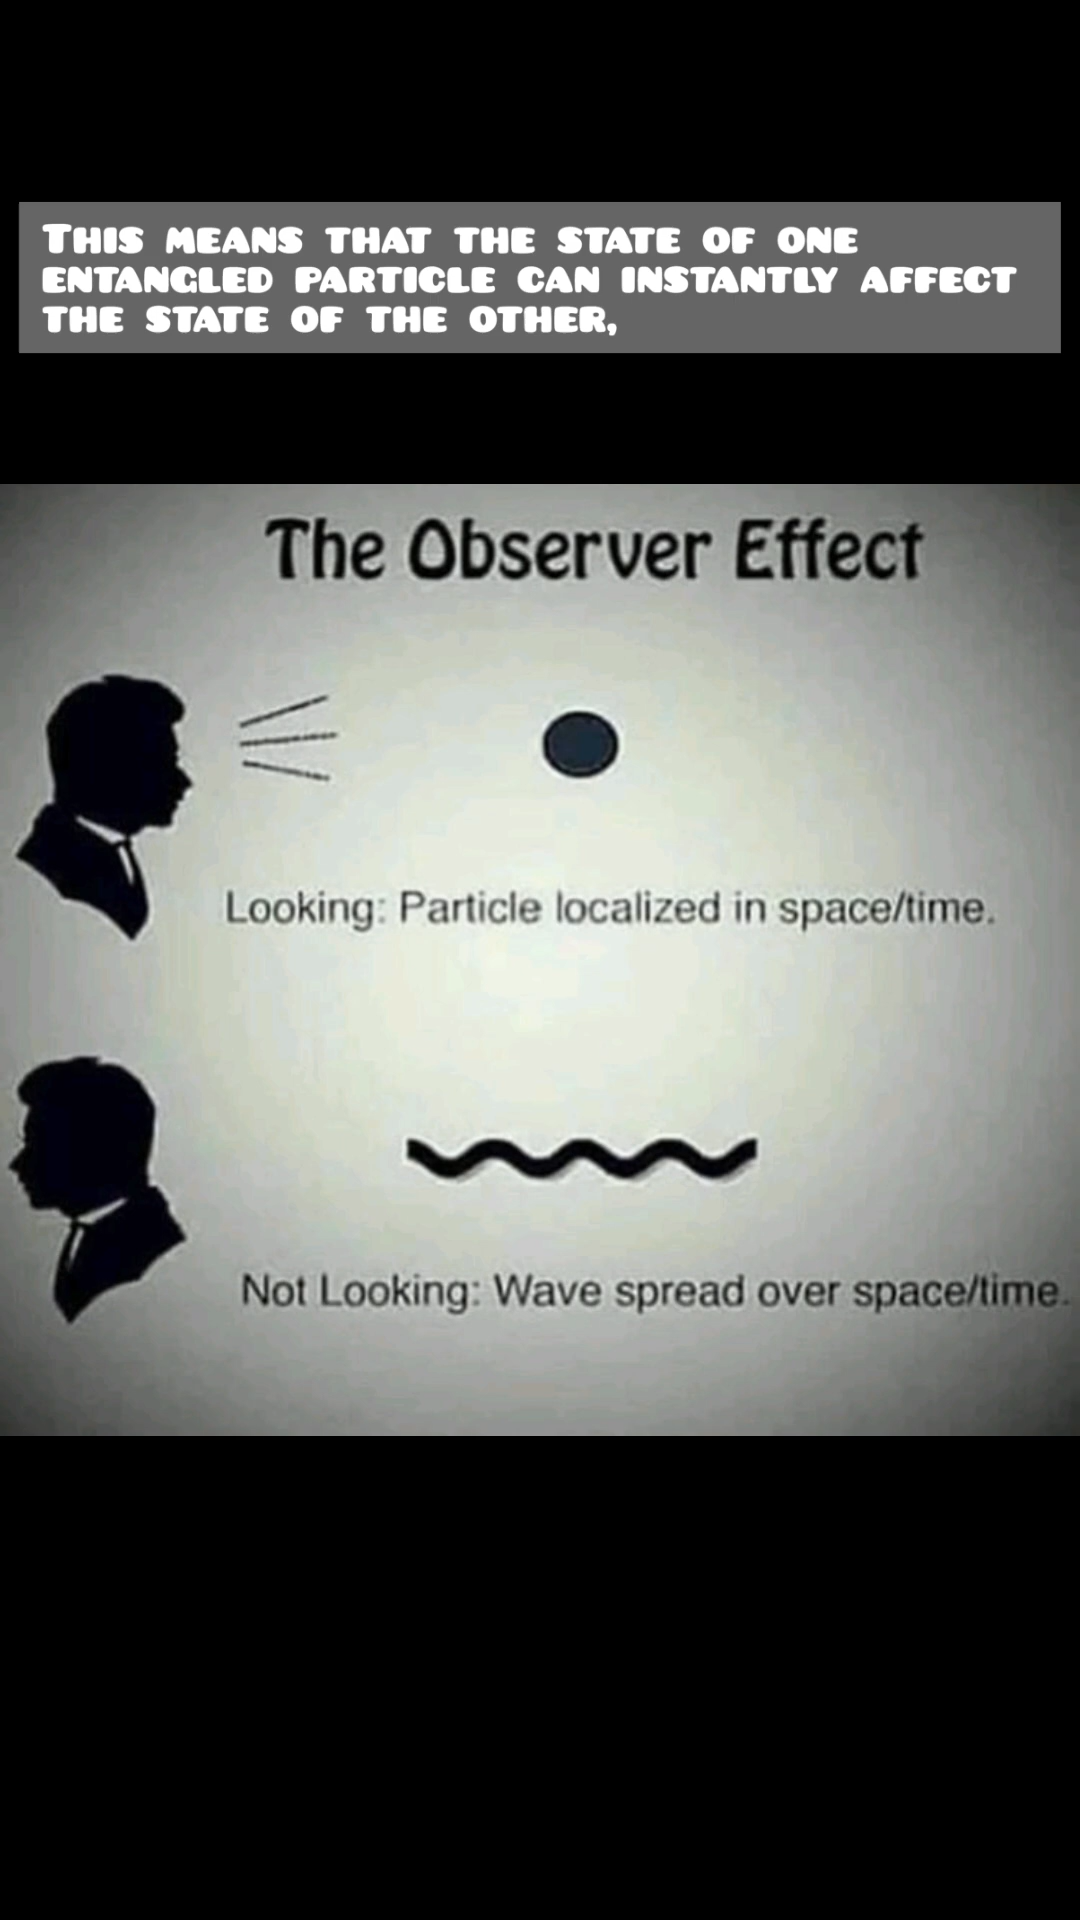 This means that the state of one
entangled particle can instantly affect
the state of the other,
The Observer Effect
Looking: Particle localized in space/time.
Not Looking: Wave spread over space/time.